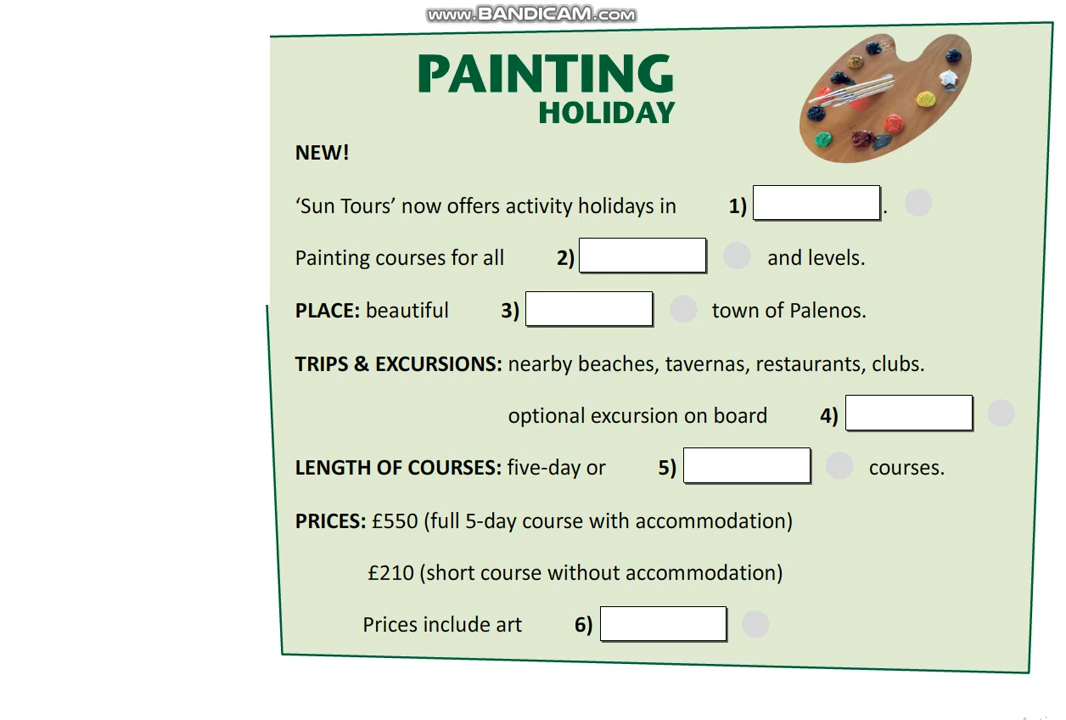 www.BANDICAM.com
PAINTING
HOLIDAY
NEW!
‘Sun Tours’ now offers activity holidays in 1) .
Painting courses for all 2) and levels.
PLACE: beautiful 3) town of Palenos.
TRIPS & EXCURSIONS: nearby beaches, tavernas, restaurants, clubs.
optional excursion on board 4)
LENGTH OF COURSES: five-day or 5) courses.
PRICES: £550 (full 5-day course with accommodation)
£210 (short course without accommodation)
Prices include art 6)